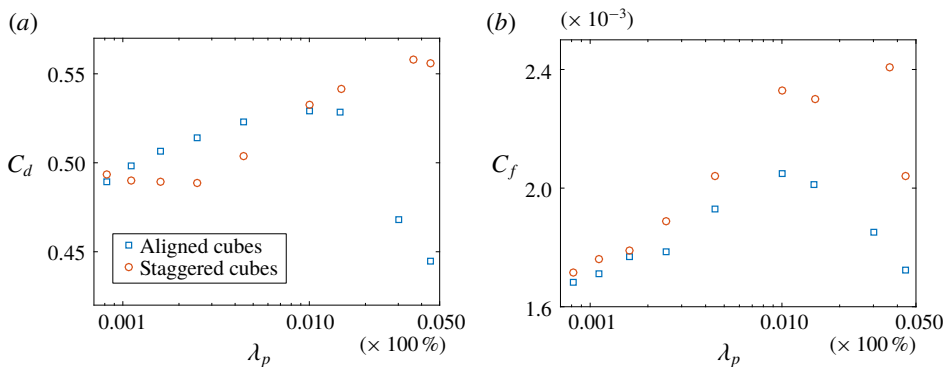 (a)
0.55
0.50
0.45
C_d
Aligned cubes
Staggered cubes
0.001
0.010
0.050
(× 100 %)
λ_p
(b)
(× 10⁻³)
2.4
2.0
1.6
C_f
0.001
0.010
0.050
(× 100 %)
λ_p